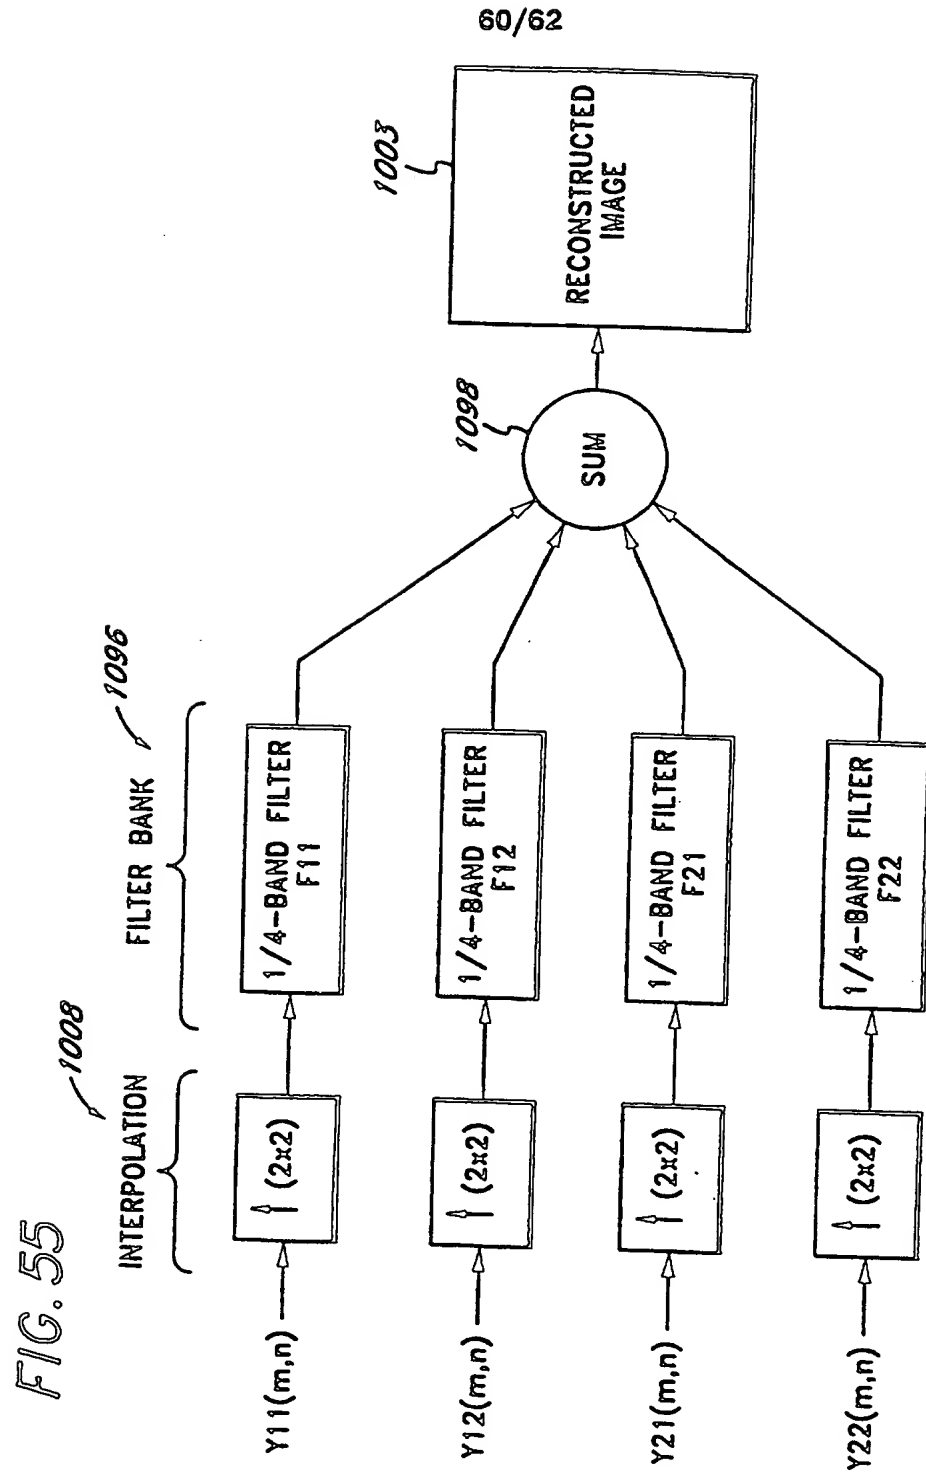 60/62
FIG. 55
INTERPOLATION
1008
FILTER BANK
1096
Y11(m,n)
(2x2)
1/4-BAND FILTER
F11
Y12(m,n)
(2x2)
1/4-BAND FILTER
F12
Y21(m,n)
(2x2)
1/4-BAND FILTER
F21
Y22(m,n)
(2x2)
1/4-BAND FILTER
F22
SUM
1098
RECONSTRUCTED
IMAGE
1003